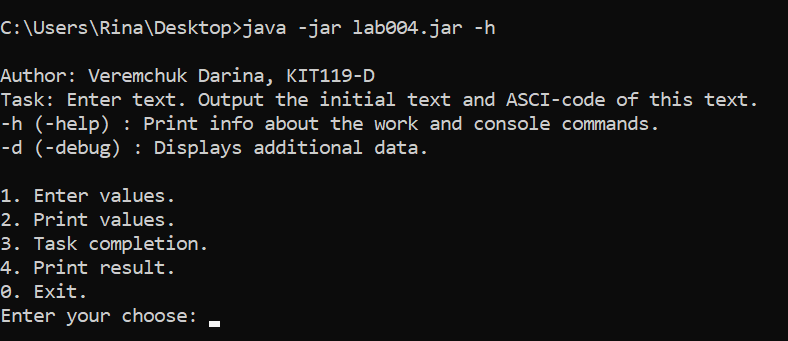 C:\Users\Rina\Desktop>java -jar lab004.jar -h
Author: Veremchuk Darina, KIT119-D
Task: Enter text. Output the initial text and ASCI-code of this text.
-h (-help) : Print info about the work and console commands.
-d (-debug) : Displays additional data.
1. Enter values.
2. Print values.
3. Task completion.
4. Print result.
0. Exit.
Enter your choose: